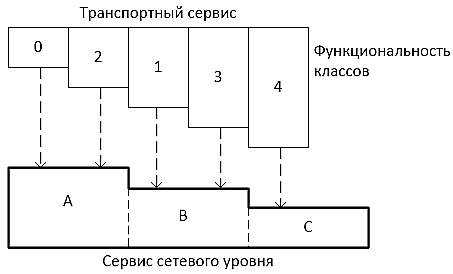 Транспортный сервис
0
2
1
3
4
Функциональность
классов
A
B
C
Сервис сетевого уровня